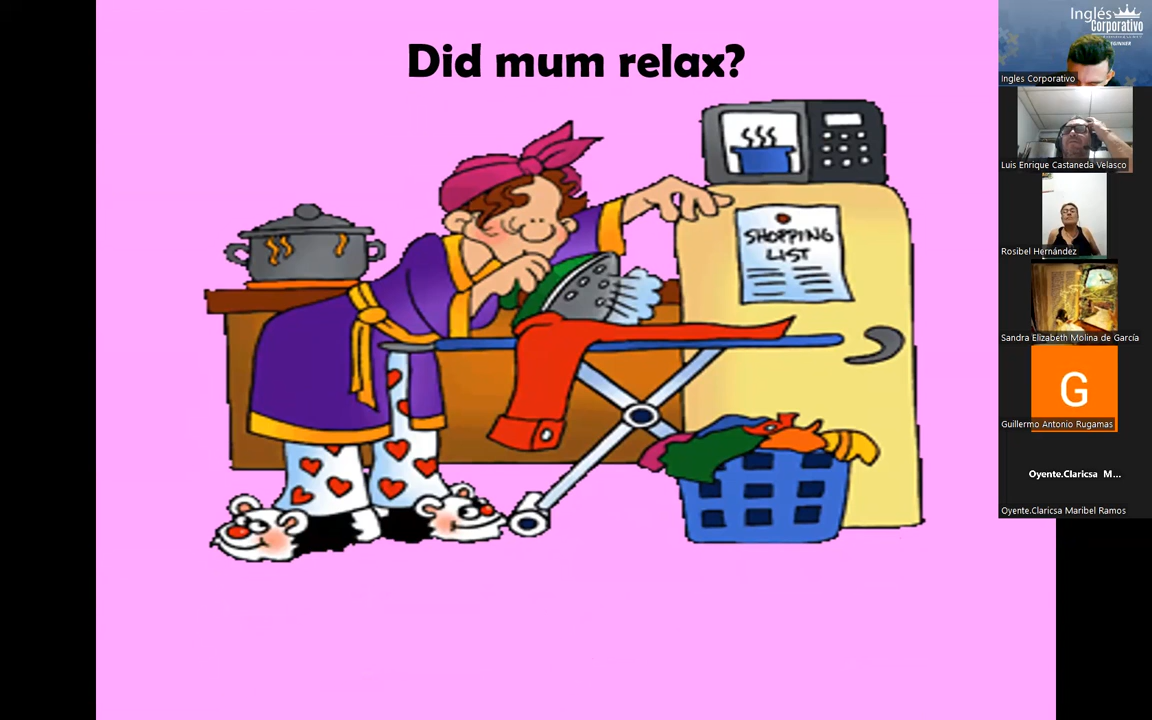 Did mum relax?
SHOPPING
LIST
Inglés
Corporativo
Ingles Corporativo
Luis Enrique Castaneda Velasco
Rosibel Hernández
Sandra Elizabeth Molina de García
G
Guillermo Antonio Rugamas
Oyente.Claricsa M...
Oyente.Claricsa Maribel Ramos